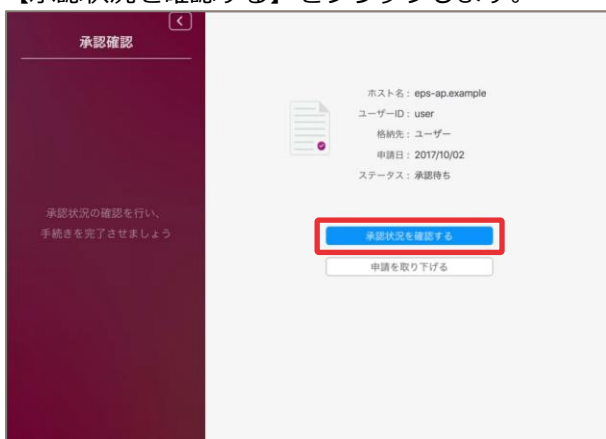 【承認状況を確認する】をクリックします。
承認確認
ホスト名： eps-ap.example
ユーザーID： user
格納先： ユーザー
申請日： 2017/10/02
ステータス： 承認待ち
承認状況の確認を行い、
手続きを完了させましょう
承認状況を確認する
申請を取り下げる